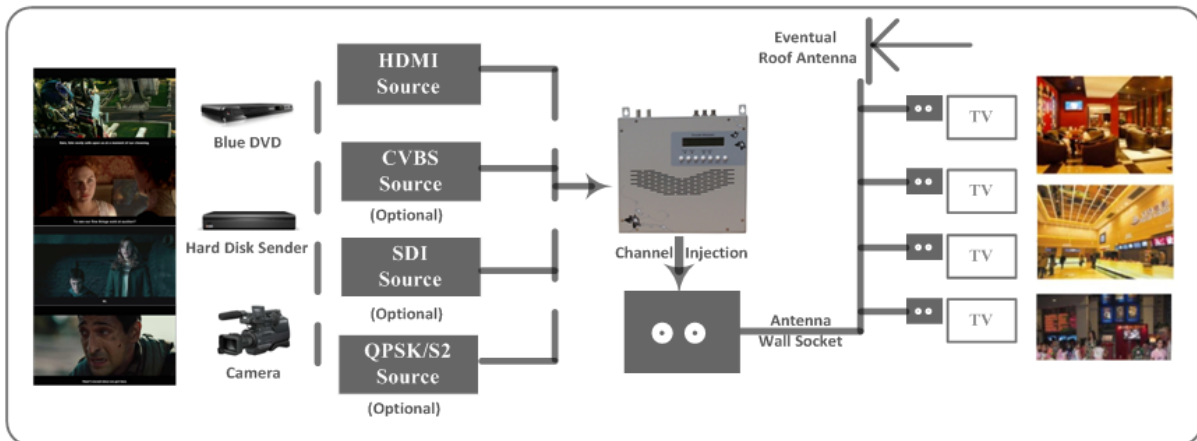 Blue DVD
Hard Disk Sender
Camera
HDMI
Source
CVBS
Source
(Optional)
SDI
Source
(Optional)
QPSK/S2
Source
(Optional)
Channel Injection
Antenna
Wall Socket
Eventual
Roof Antenna
TV
TV
TV
TV